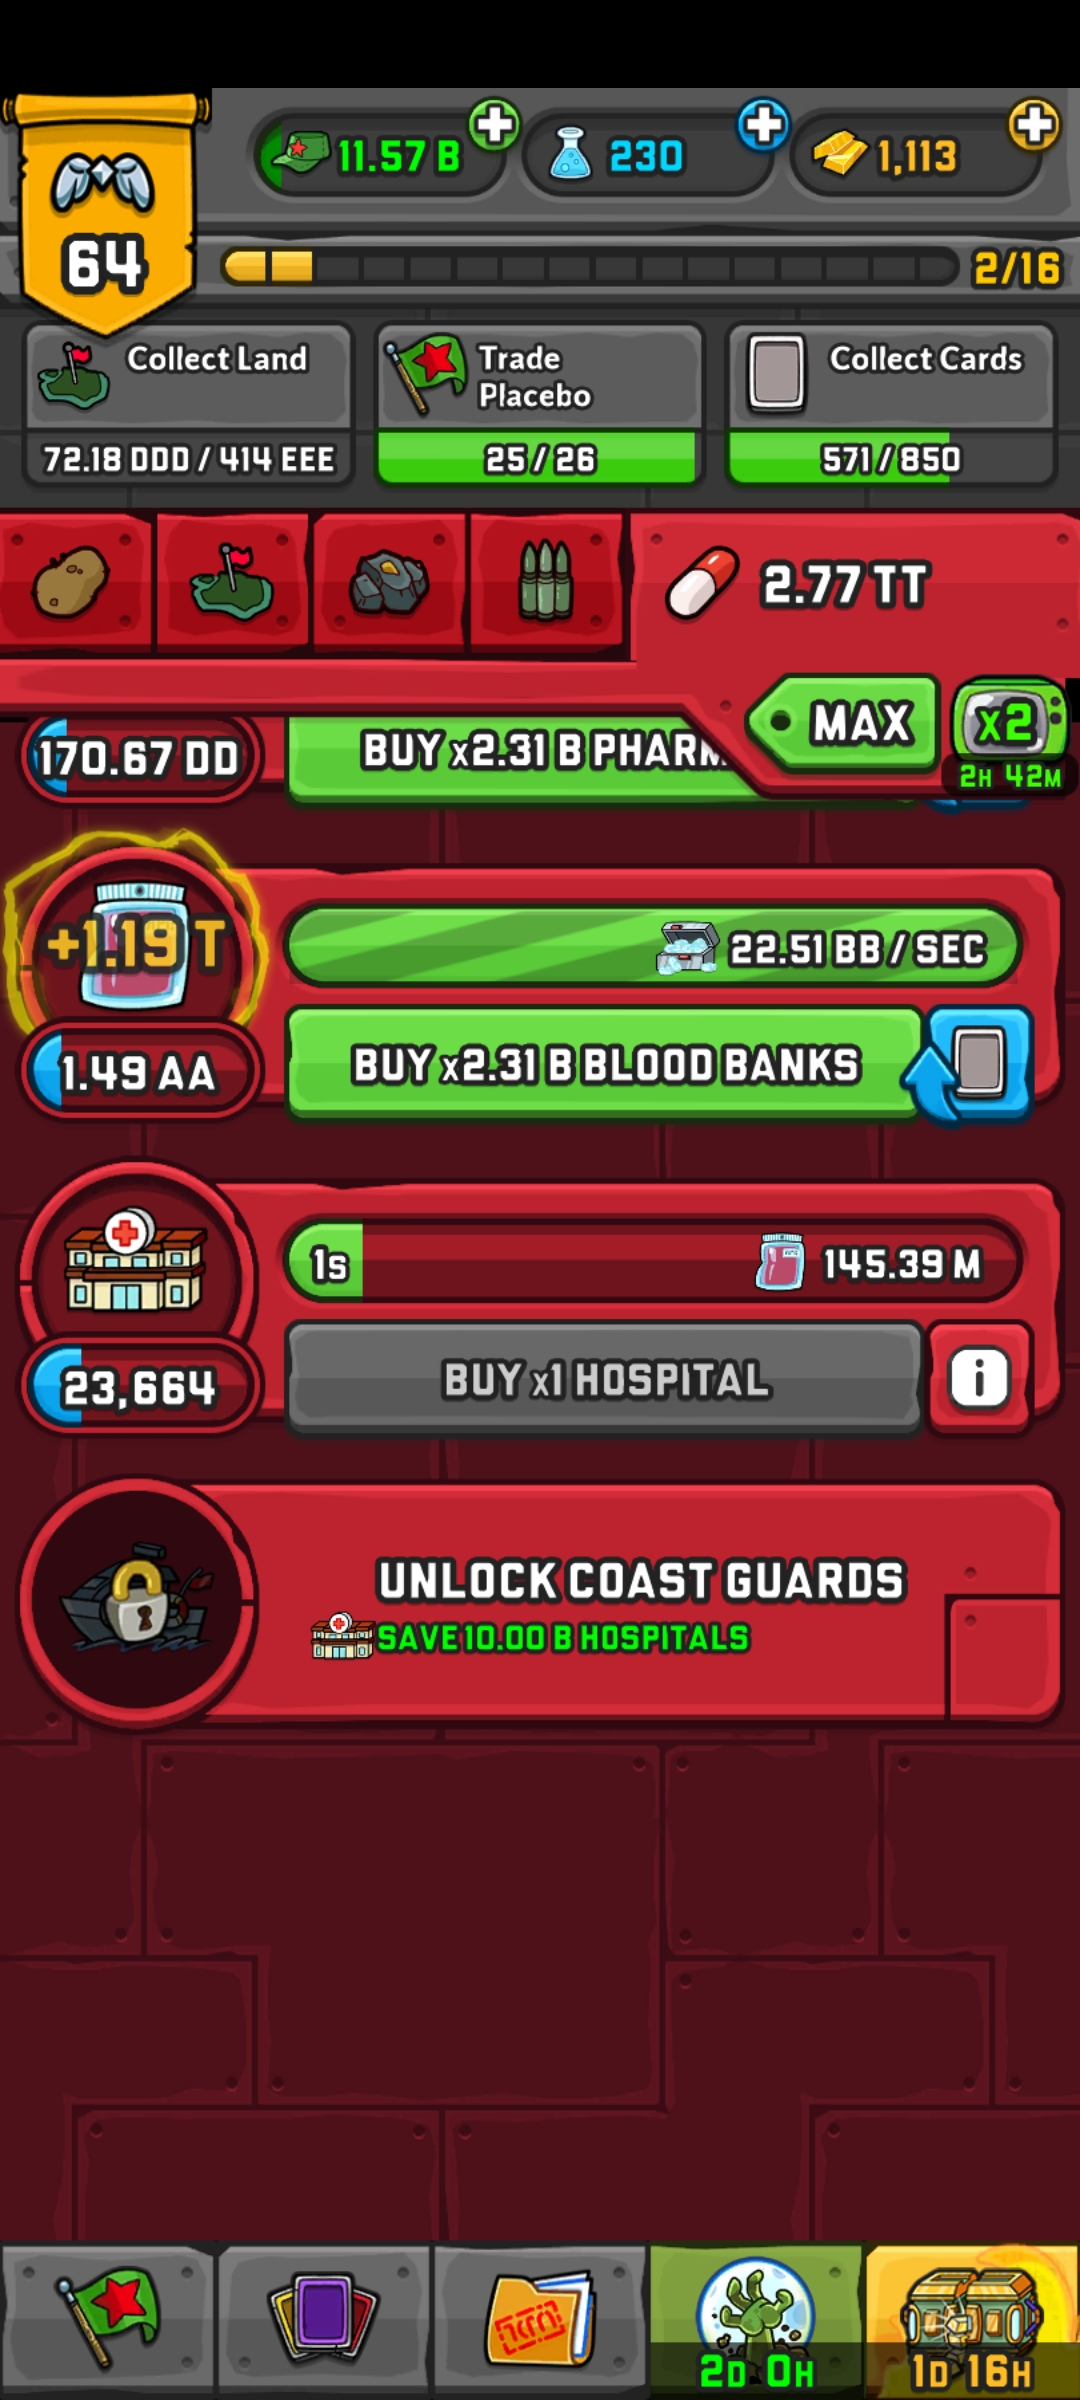 64
11.57 B
230
1,113
2/16
Collect Land
72.18 DDD / 414 EEE
Trade
Placebo
25 / 26
Collect Cards
571 / 850
2.77 TT
MAX
X2
2H 42M
170.67 DD
BUY x2.31 B PHARM
+1.19 T
22.51 BB / SEC
1.49 AA
BUY x2.31 B BLOOD BANKS
1s
145.39 M
23,664
BUY x1 HOSPITAL
i
UNLOCK COAST GUARDS
SAVE 10.00 B HOSPITALS
2D 0H
1D 16H